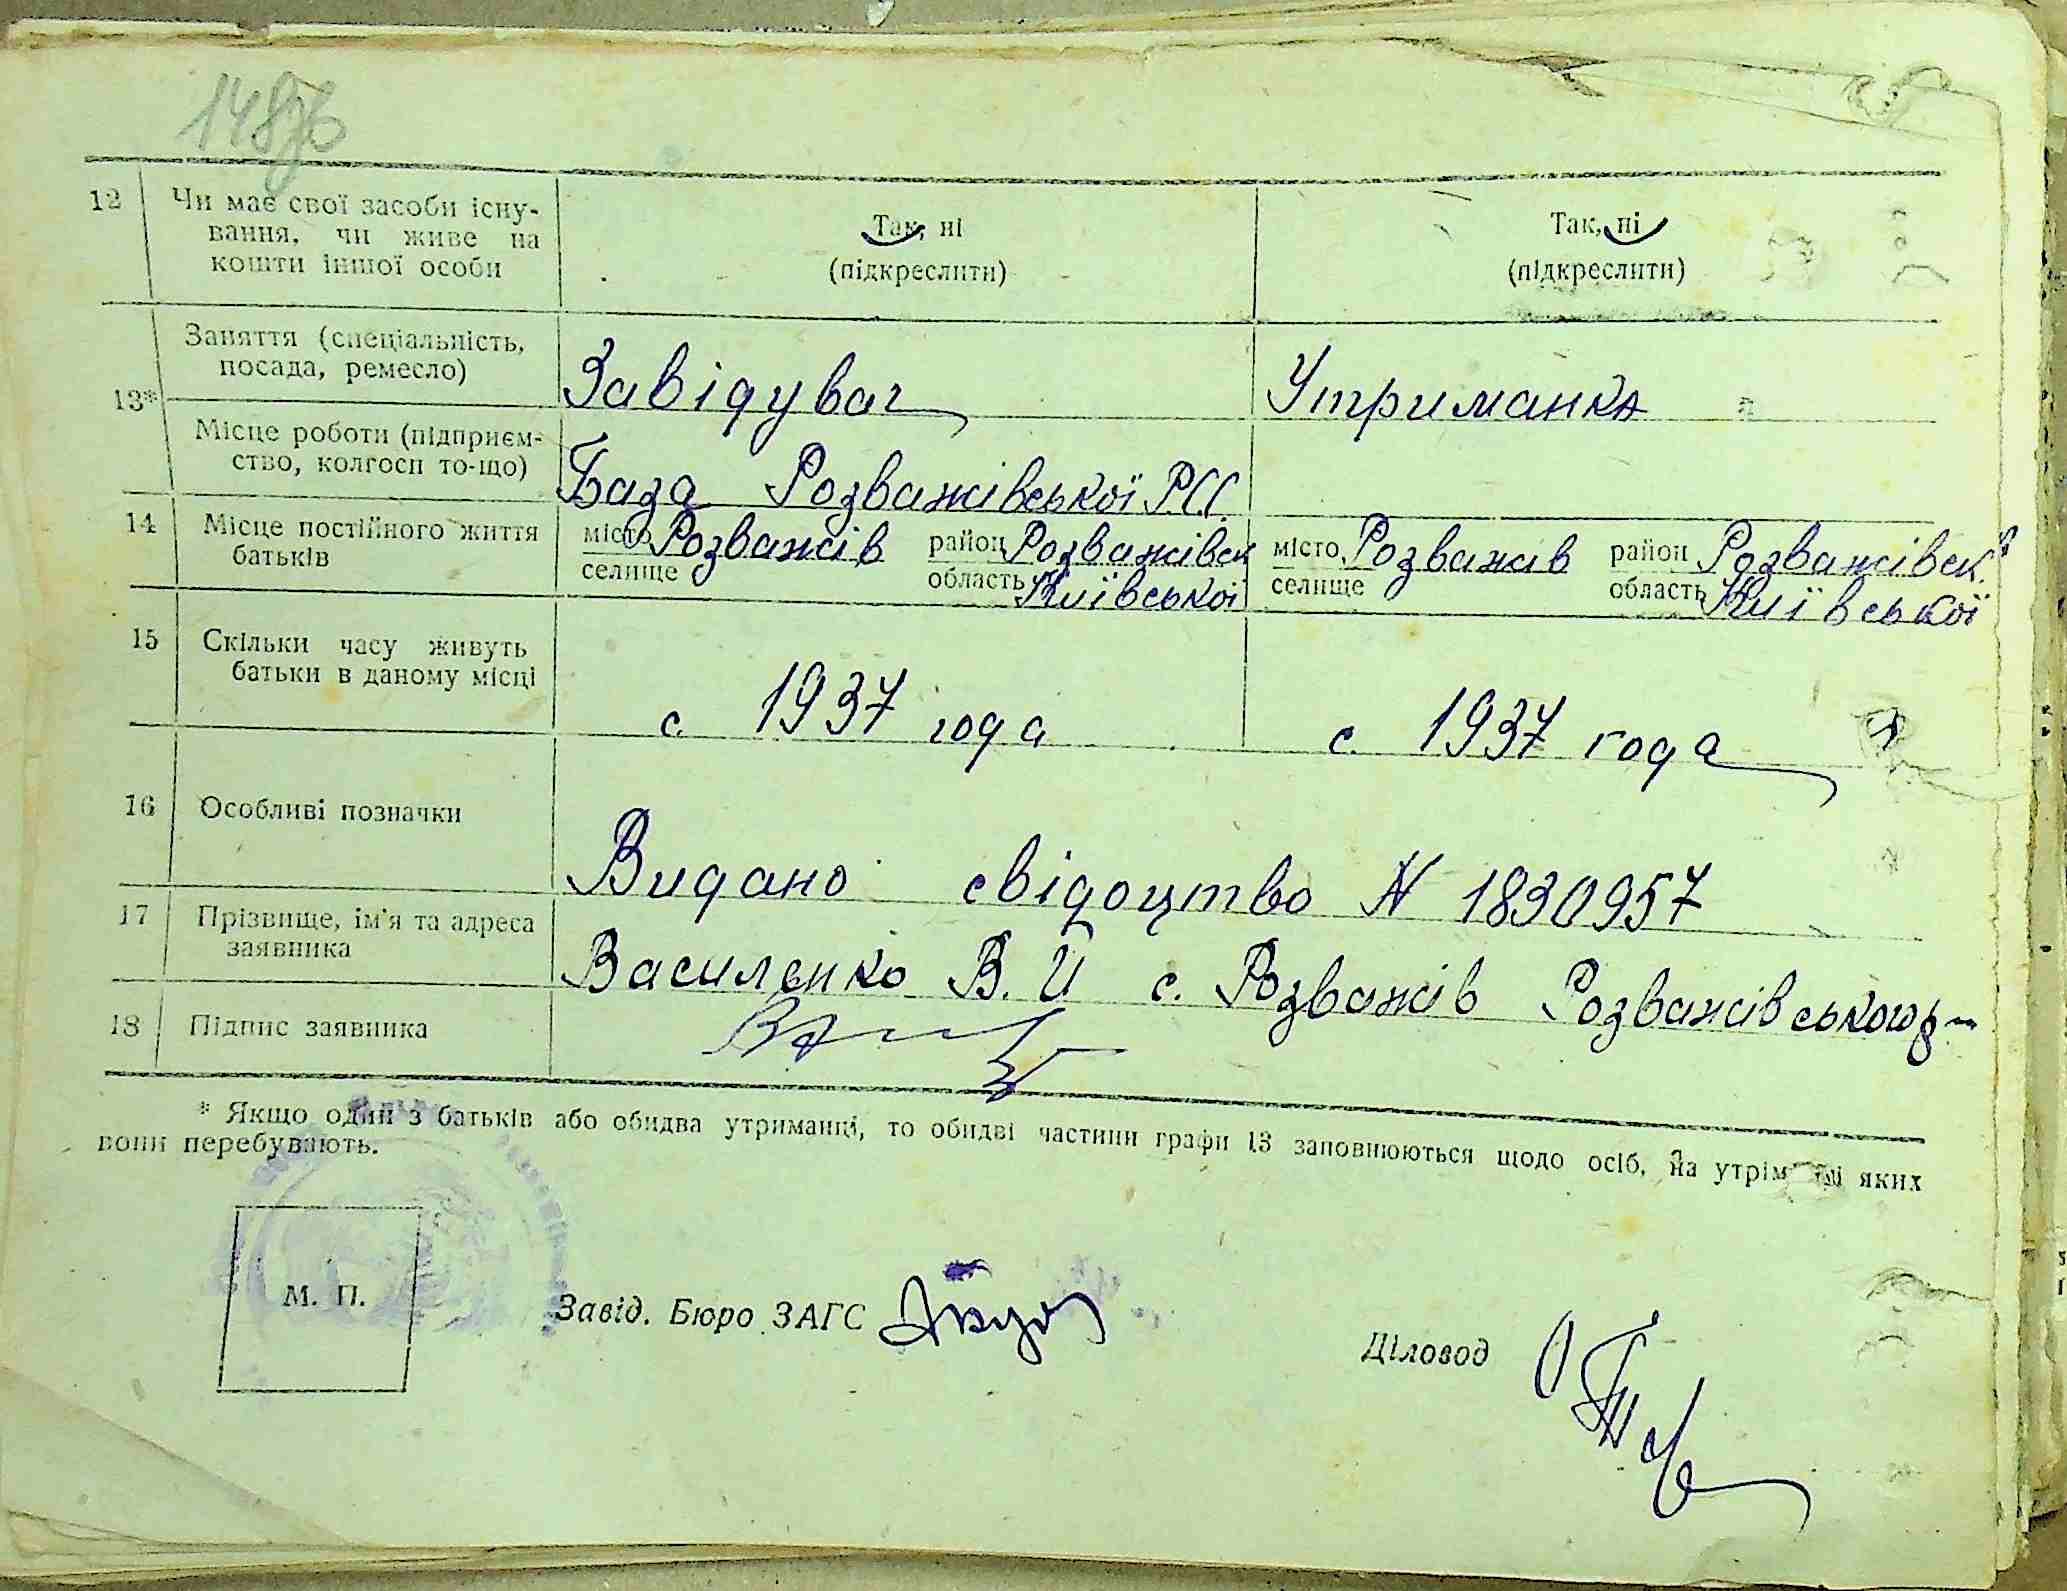 12 Чи має свої засоби існу-
вання, чи живе на
кошти іншої особи
Так, ні
(підкреслити)
Так, ні
(підкреслити)
13* Заняття (спеціальність,
посада, ремесло)
Завідувач
Утриманка
Місце роботи (підприєм-
ство, колгосп то-що)
База Розважівської РСС.
14 Місце постійного життя
батьків
місто Розважів район Розважівськ
селище область Київської
місто Розважів район Розважівськ.
селище область Київської
15 Скільки часу живуть
батьки в даному місці
с 1937 года
с 1937 года
16 Особливі позначки
Видано свідоцтво N 1830957
17 Прізвище, ім'я та адреса
заявника
Василенко В. И с. Розважів Розважівського р-
18 Підпис заявника
* Якщо один з батьків або обидва утриманці, то обидві частини графи 13 заповнюються щодо осіб, на утріманні яких
вони перебувають.
М. П.
Завід. Бюро ЗАГС
Діловод